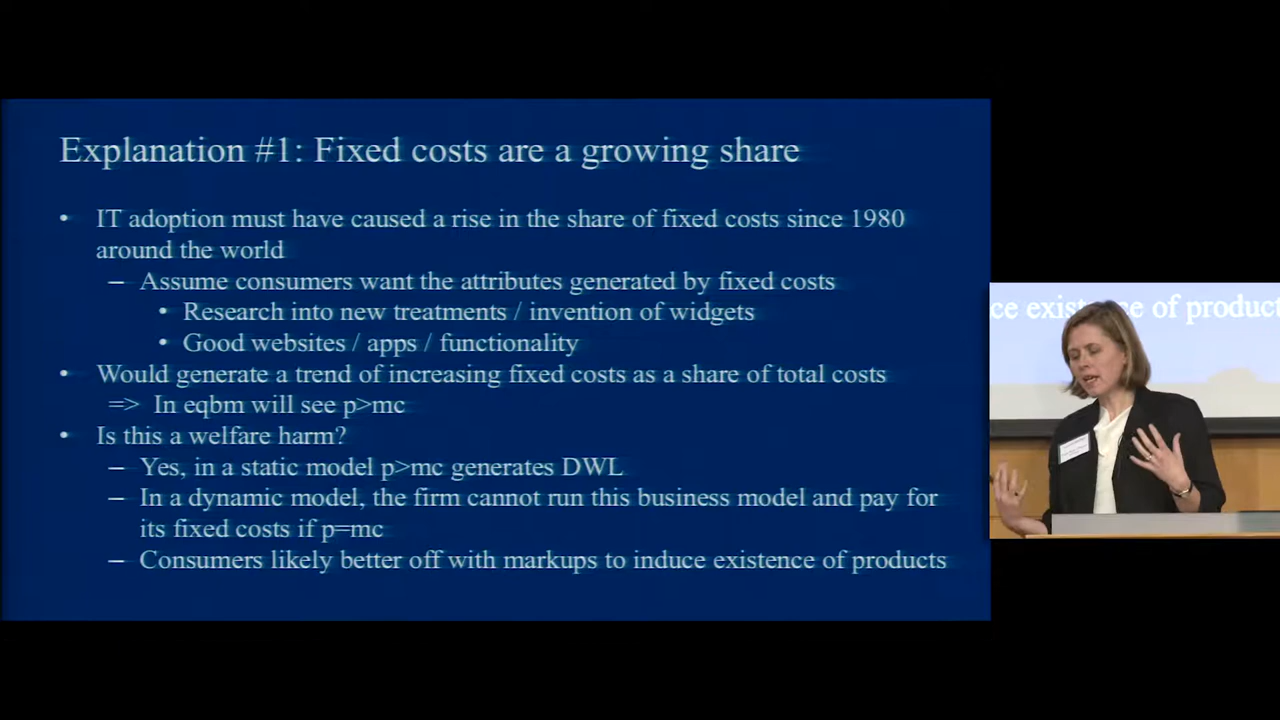 Explanation #1: Fixed costs are a growing share
• IT adoption must have caused a rise in the share of fixed costs since 1980
around the world
– Assume consumers want the attributes generated by fixed costs
• Research into new treatments / invention of widgets
• Good websites / apps / functionality
• Would generate a trend of increasing fixed costs as a share of total costs
=> In eqbm will see p>mc
• Is this a welfare harm?
– Yes, in a static model p>mc generates DWL
– In a dynamic model, the firm cannot run this business model and pay for
its fixed costs if p=mc
– Consumers likely better off with markups to induce existence of products
existence of product